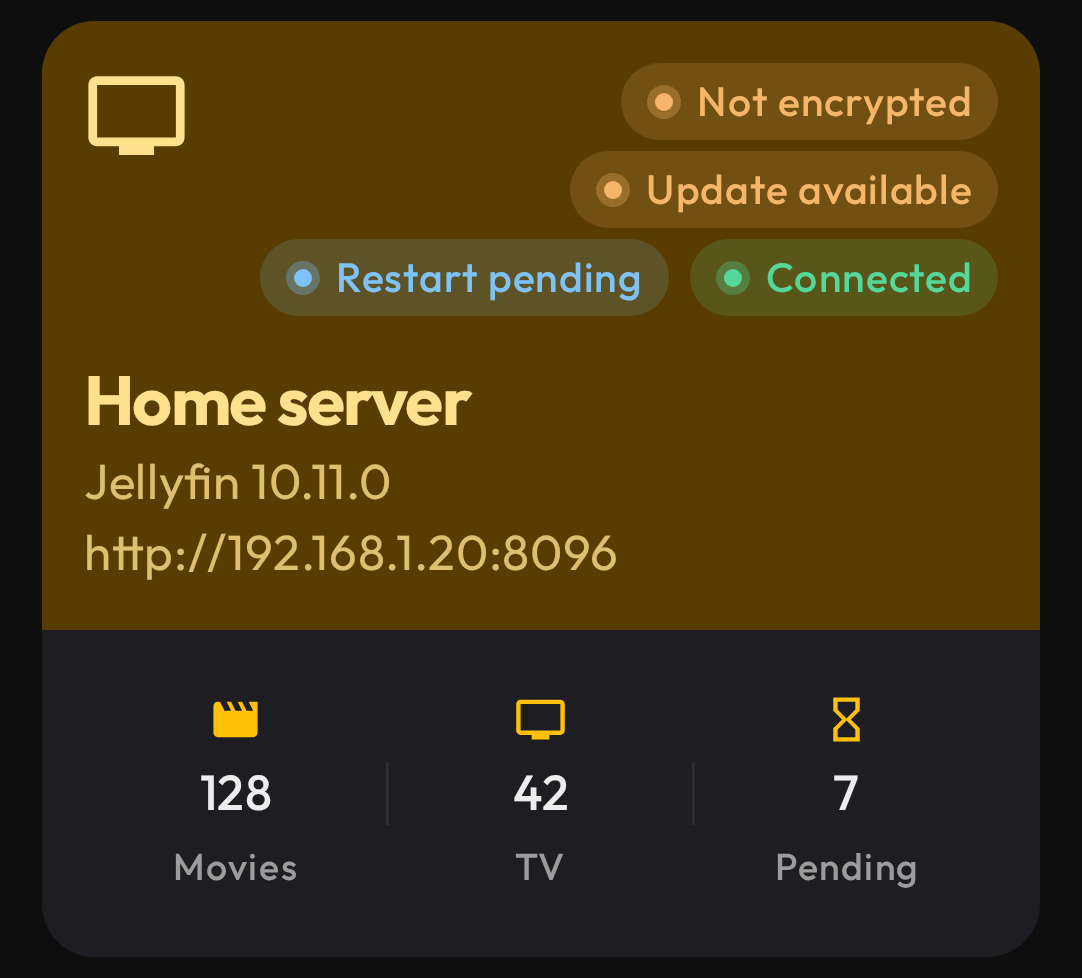 Not encrypted
Update available
Restart pending
Connected
Home server
Jellyfin 10.11.0
http://192.168.1.20:8096
128
42
7
Movies
TV
Pending